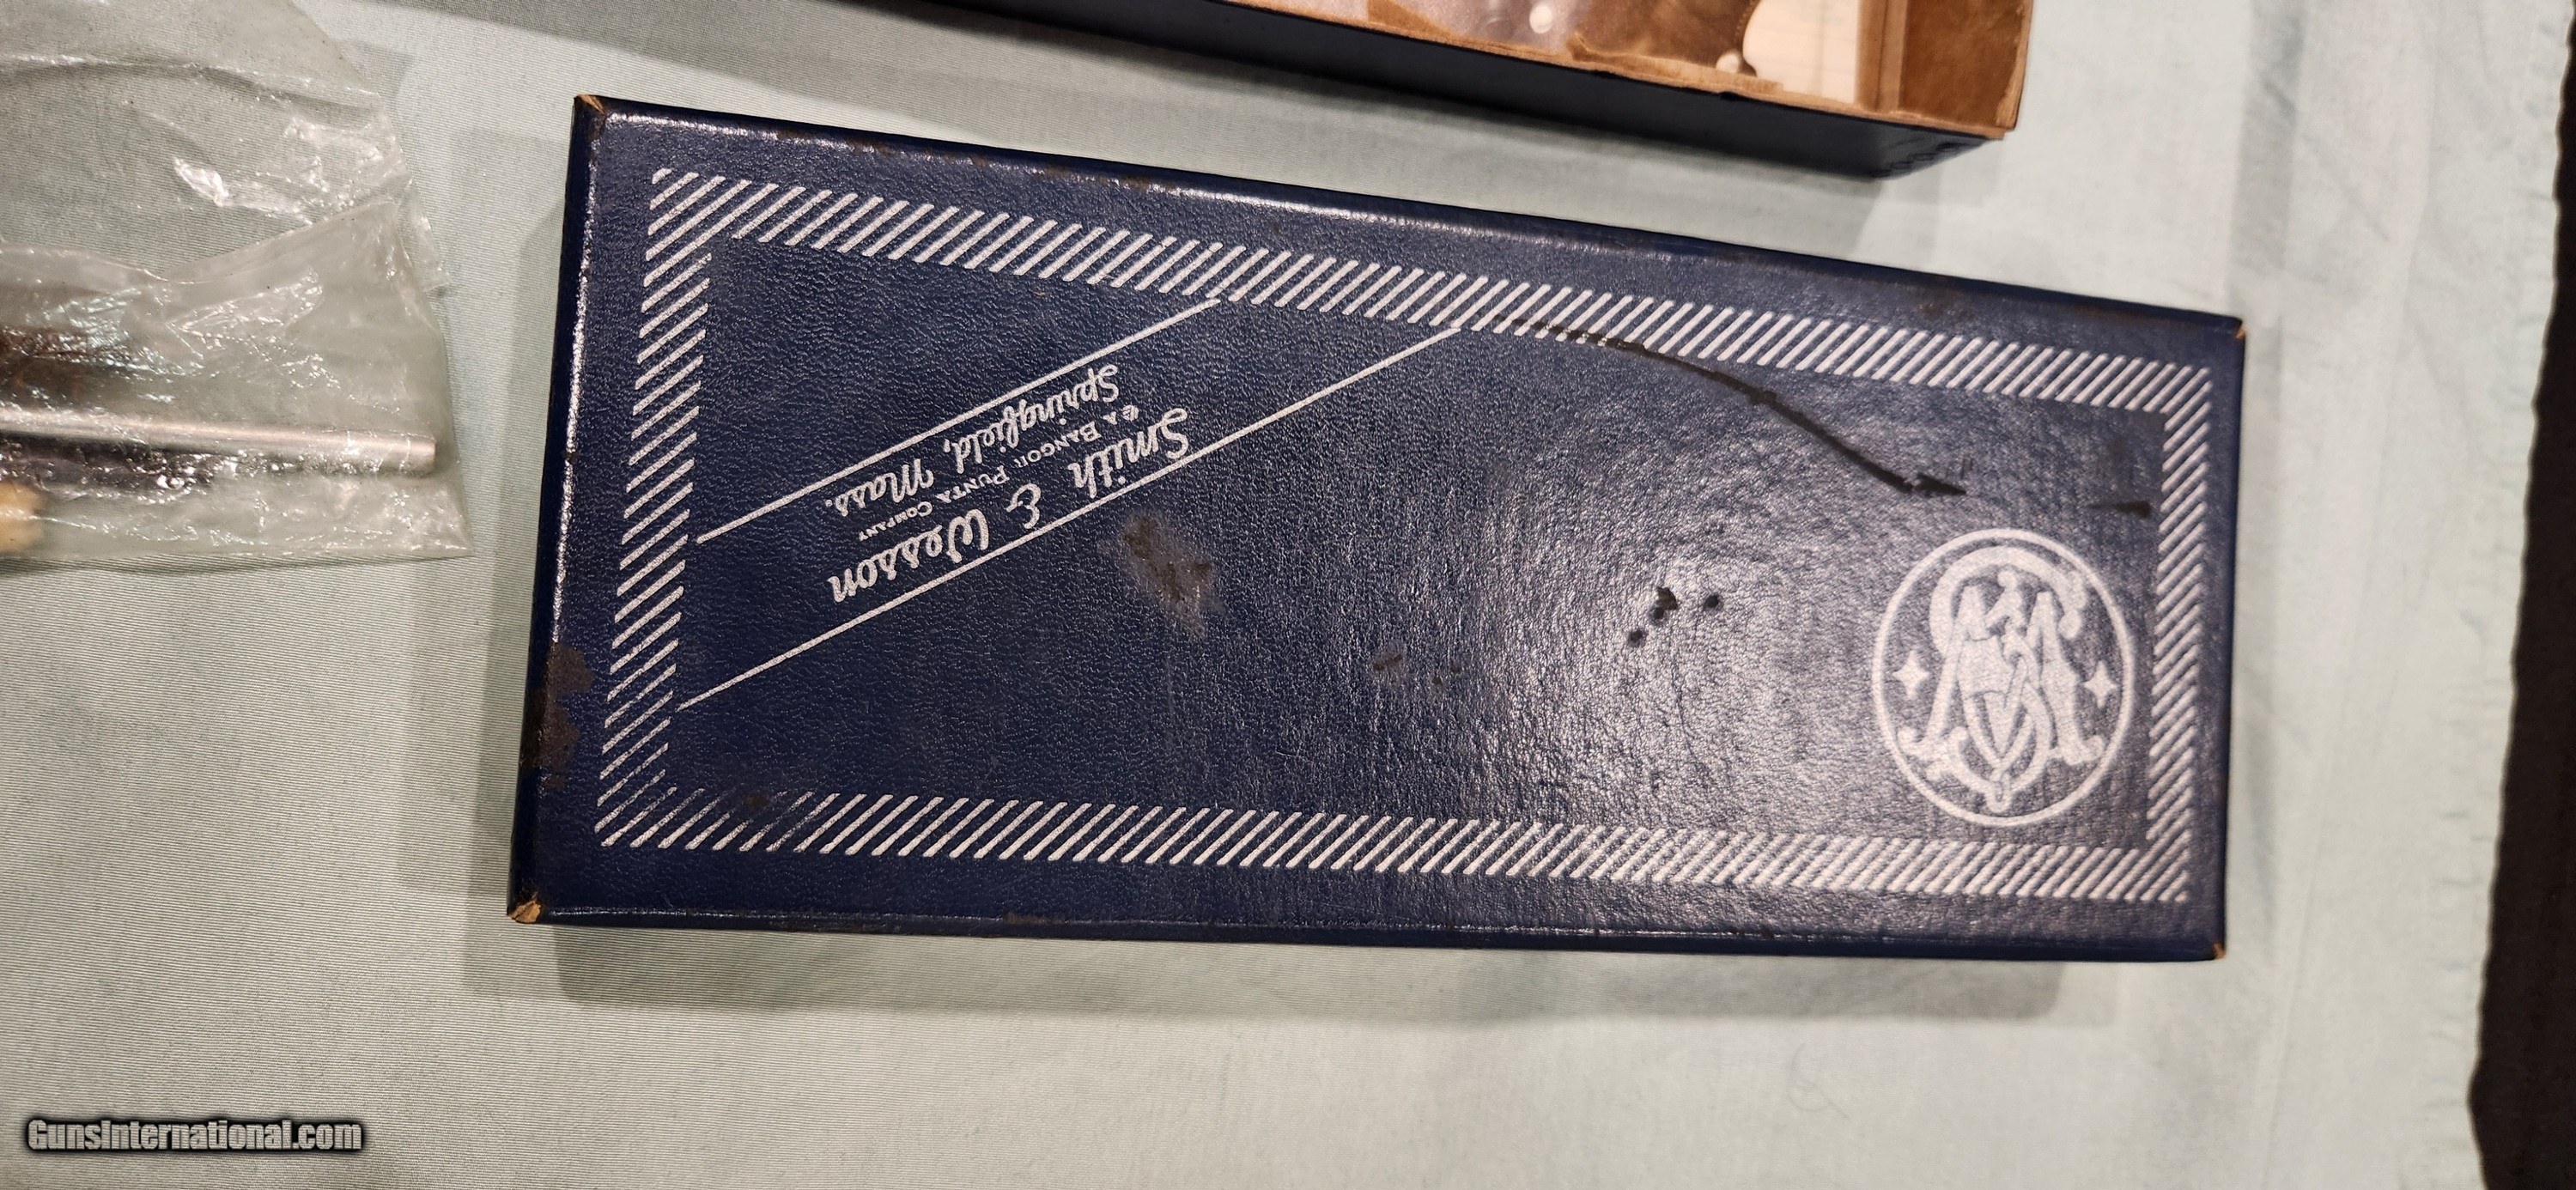 Smith & Wesson
A BANGOR PUNTA COMPANY
Springfield, Mass.
GunsInternational.com